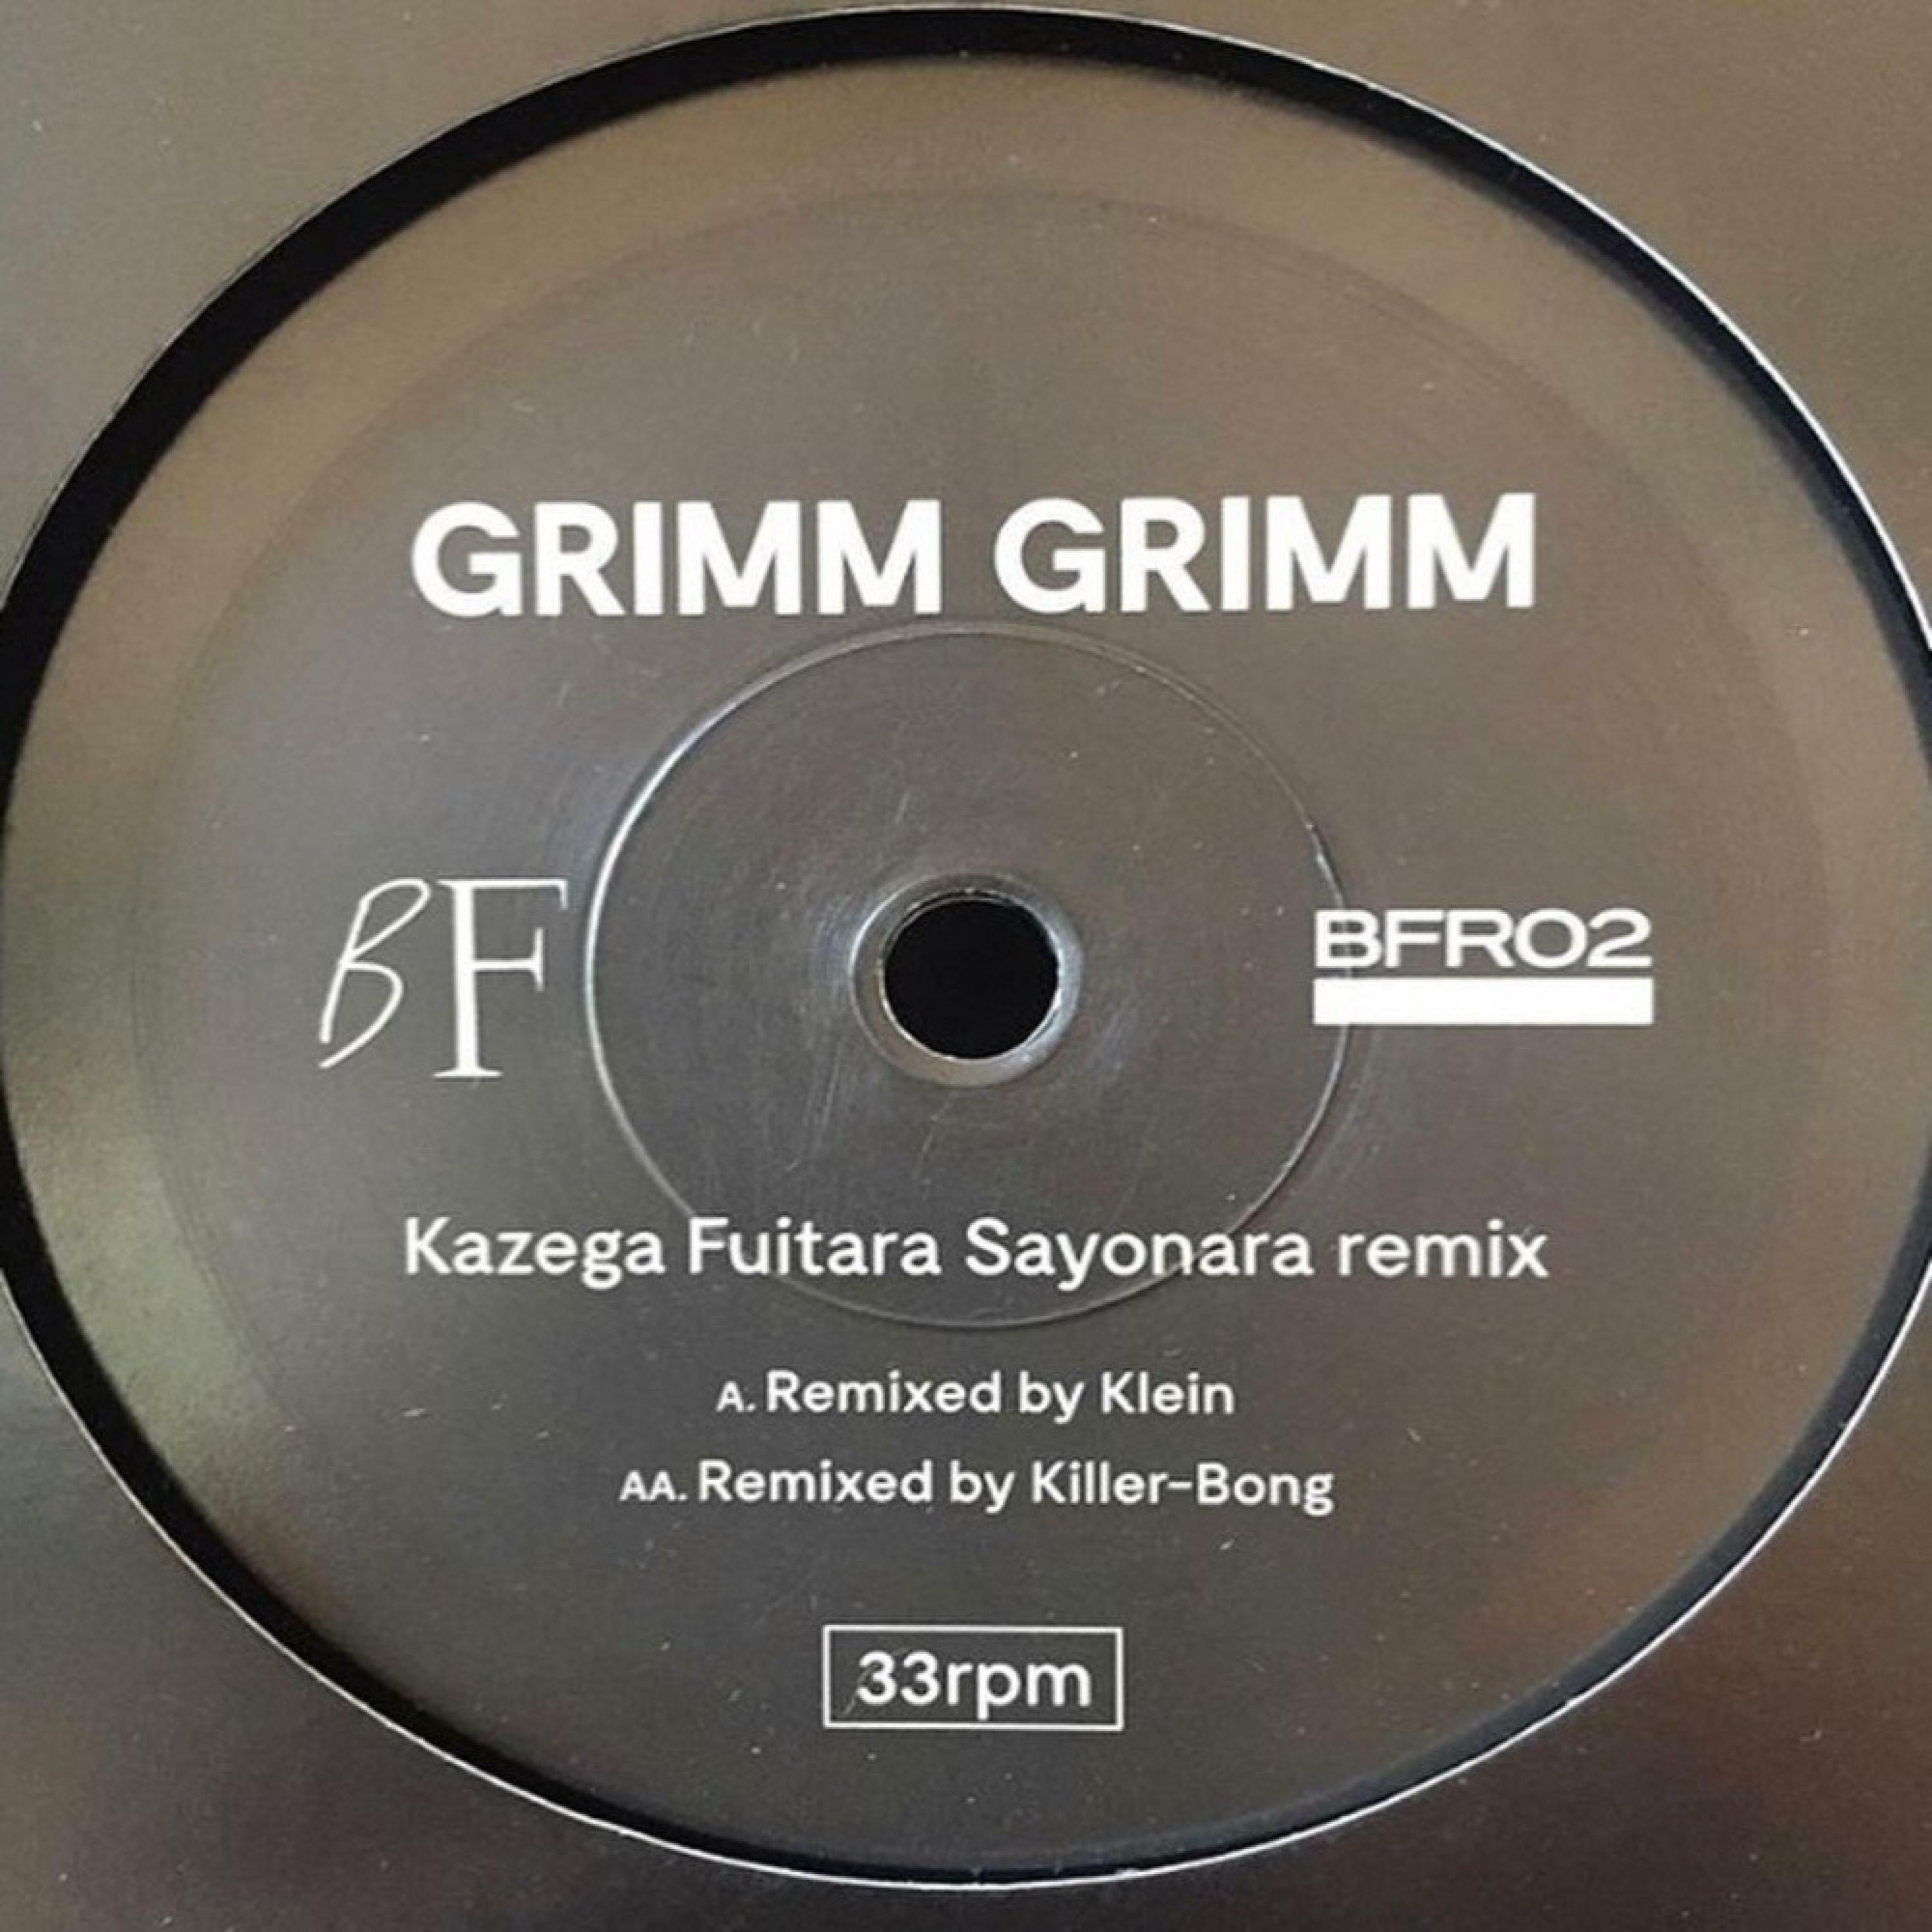 GRIMM GRIMM
BF
BFR02
Kazega Fuitara Sayonara remix
A. Remixed by Klein
AA. Remixed by Killer-Bong
33rpm